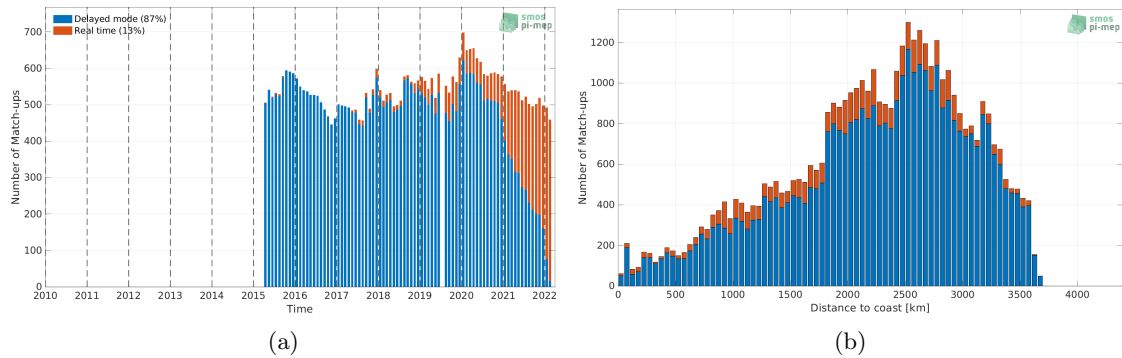 Delayed mode (87%)
Real time (13%)
smos
pi-mep
700
600
500
400
300
200
100
0
Number of Match-ups
2010 2011 2012 2013 2014 2015 2016 2017 2018 2019 2020 2021 2022
Time
(a)
smos
pi-mep
1200
1000
800
600
400
200
0
Number of Match-ups
0 500 1000 1500 2000 2500 3000 3500 4000
Distance to coast [km]
(b)